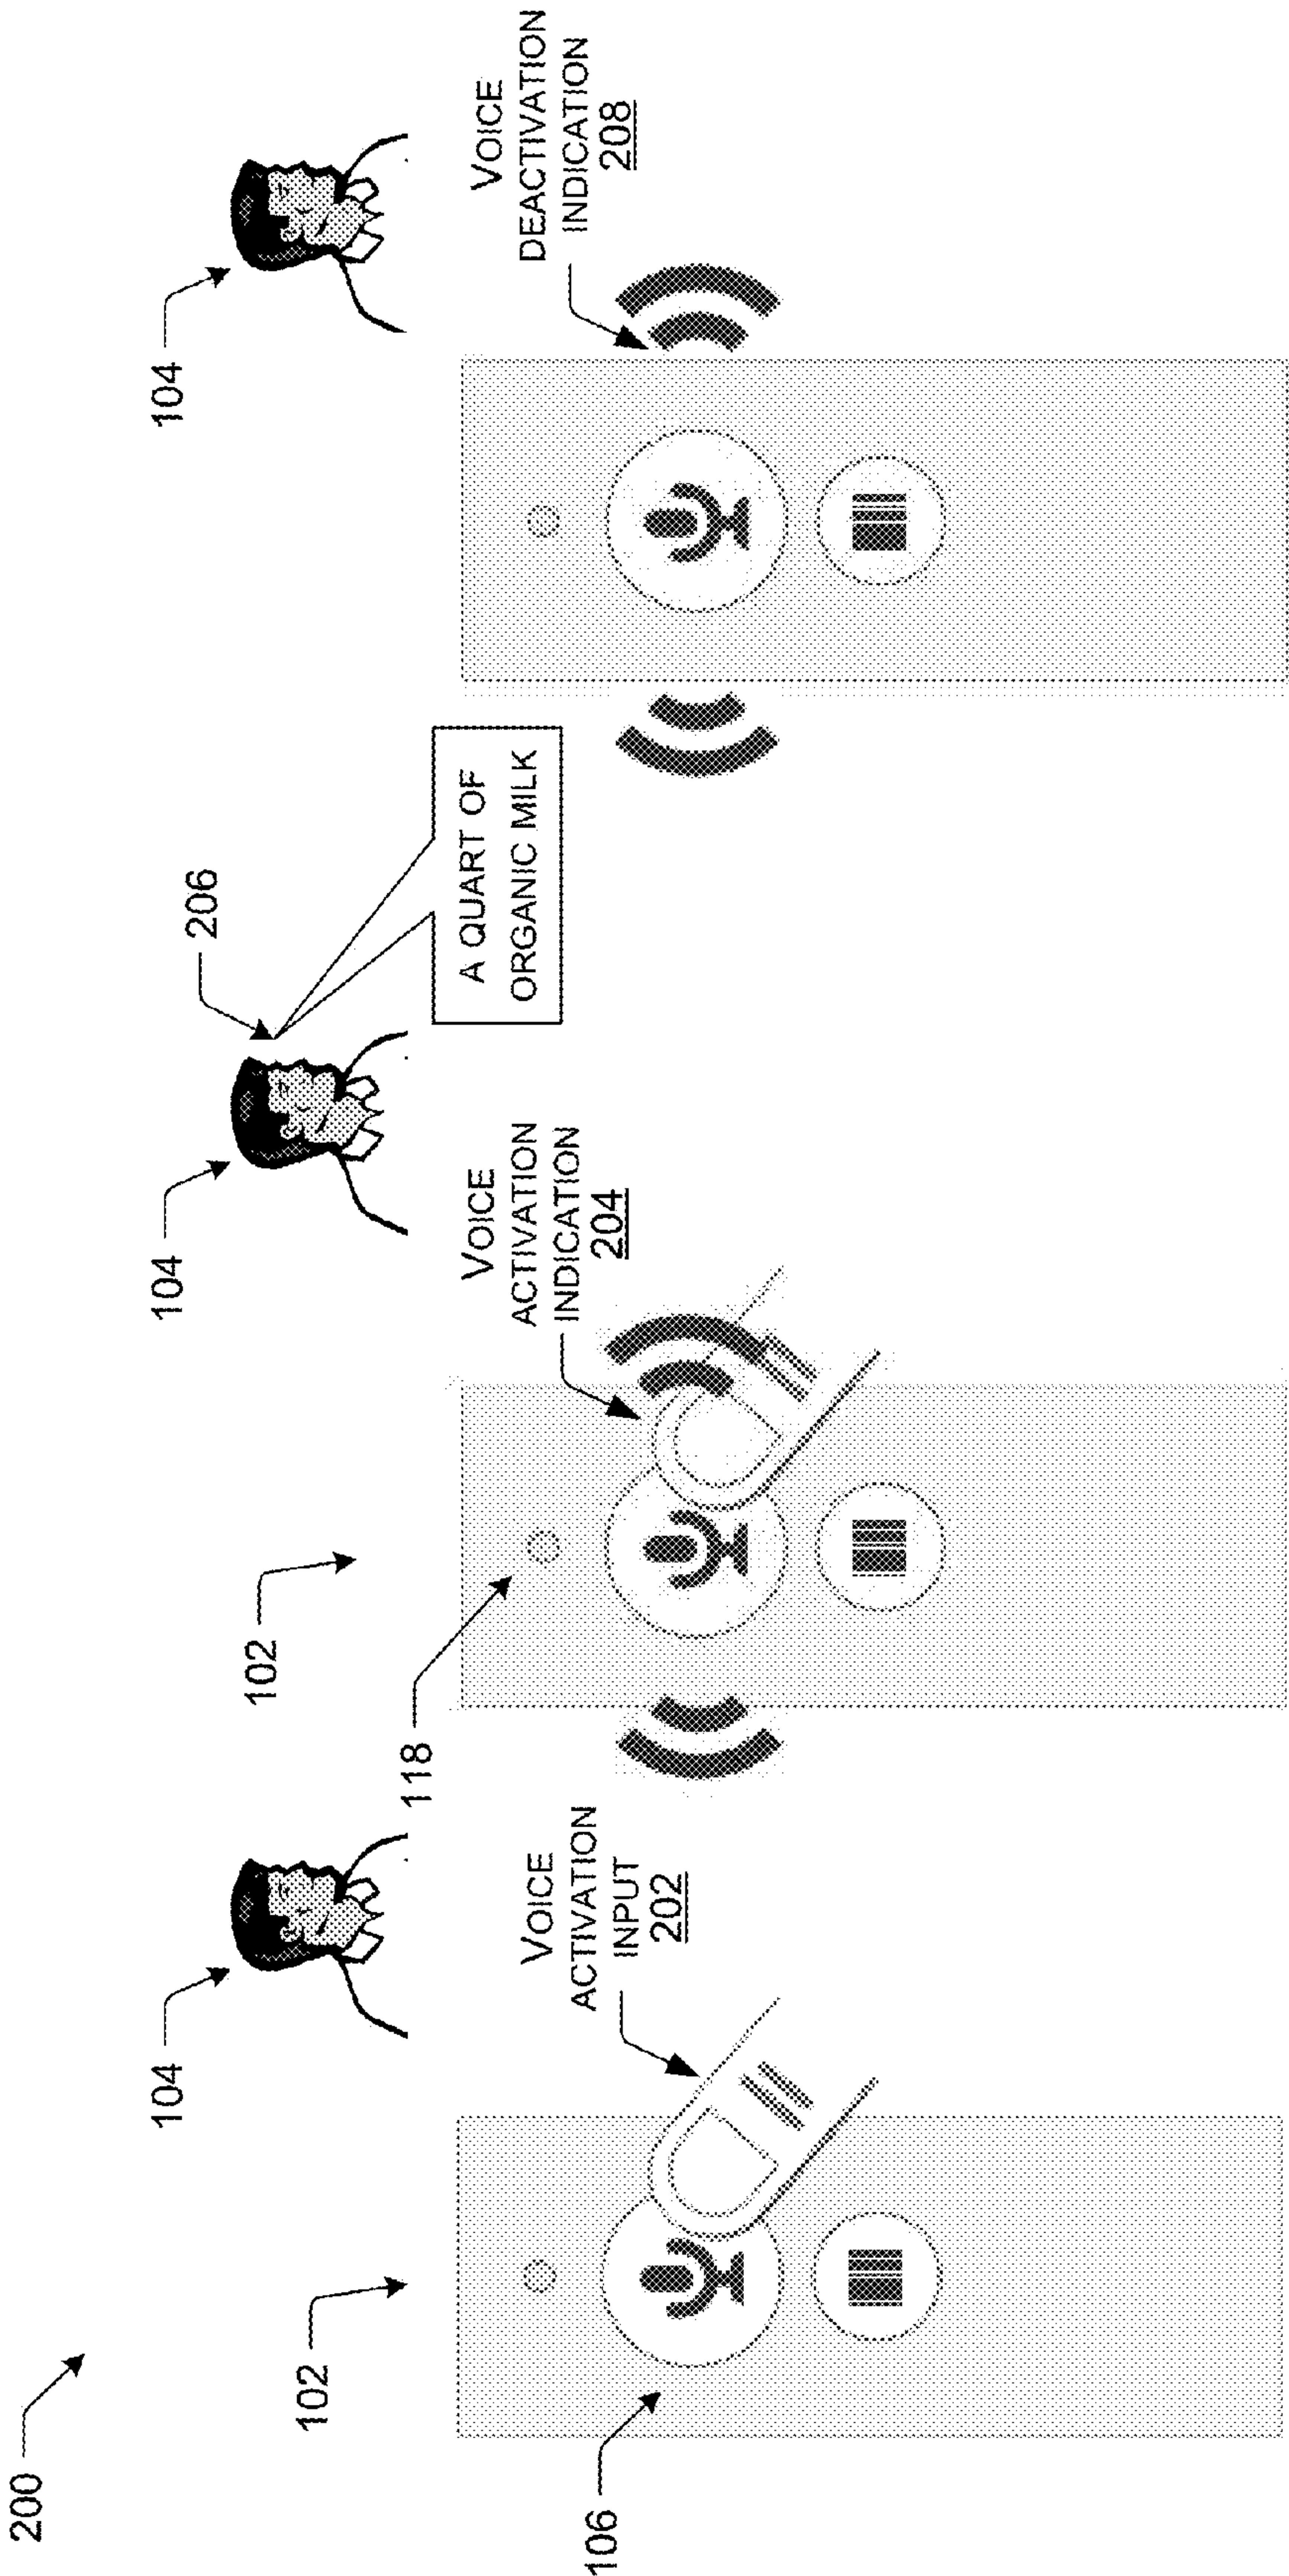 200
102
106
104
VOICE
ACTIVATION
INPUT
202
102
118
104
VOICE
ACTIVATION
INDICATION
204
206
A QUART OF
ORGANIC MILK
104
VOICE
DEACTIVATION
INDICATION
208